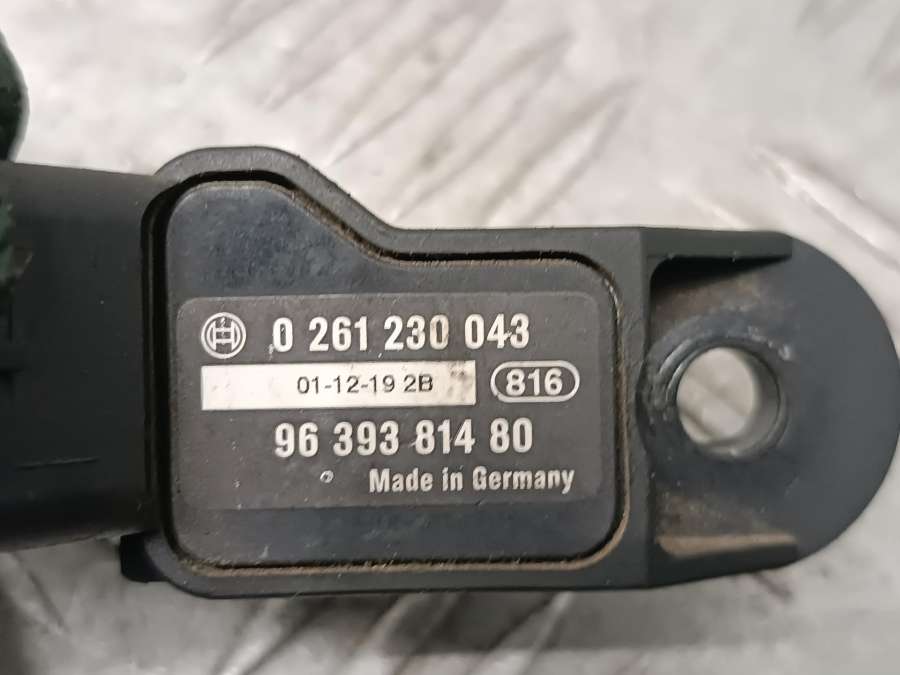 0 261 230 043
01-12-19 2B 816
96 393 814 80
Made in Germany